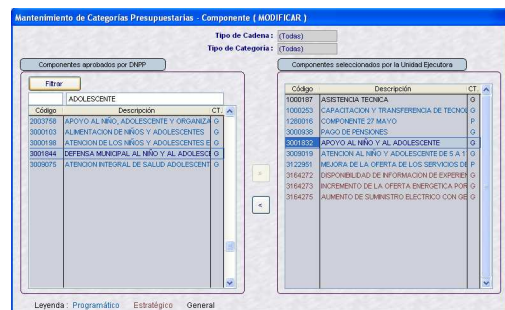 Mantenimiento de Categorías Presupuestarias - Componente ( MODIFICAR )
Tipo de Cadena : (Todas)
Tipo de Categoría : (Todas)
Componentes aprobados por DNPP
Filtrar
ADOLESCENTE
Código Descripción CT.
2003758 APOYO AL NIÑO, ADOLESCENTE Y ORGANIZA G
3000103 ALIMENTACION DE NIÑOS Y ADOLESCENTES G
3000198 ATENCION DE LOS NIÑOS Y ADOLESCENTES E G
3001844 DEFENSA MUNICIPAL AL NIÑO Y AL ADOLESCE G
3009075 ATENCION INTEGRAL DE SALUD ADOLESCENT G
<
Componentes seleccionados por la Unidad Ejecutora
Código Descripción CT.
1000187 ASISTENCIA TECNICA G
1000253 CAPACITACION Y TRANSFERENCIA DE TECNOL G
1280016 COMPONENTE 27 MAYO P
3000938 PAGO DE PENSIONES G
3001832 APOYO AL NIÑO Y AL ADOLESCENTE G
3009019 ATENCION AL NIÑO Y ADOLESCENTE DE 5 A 1 G
3122951 MEJORA DE LA OFERTA DE LOS SERVICIOS DE P
3164272 DISPONIBILIDAD DE INFORMACION DE EXPERIEN G
3164273 INCREMENTO DE LA OFERTA ENERGETICA POR G
3164275 AUMENTO DE SUMINISTRO ELECTRICO CON GE G
Leyenda : Programático Estratégico General